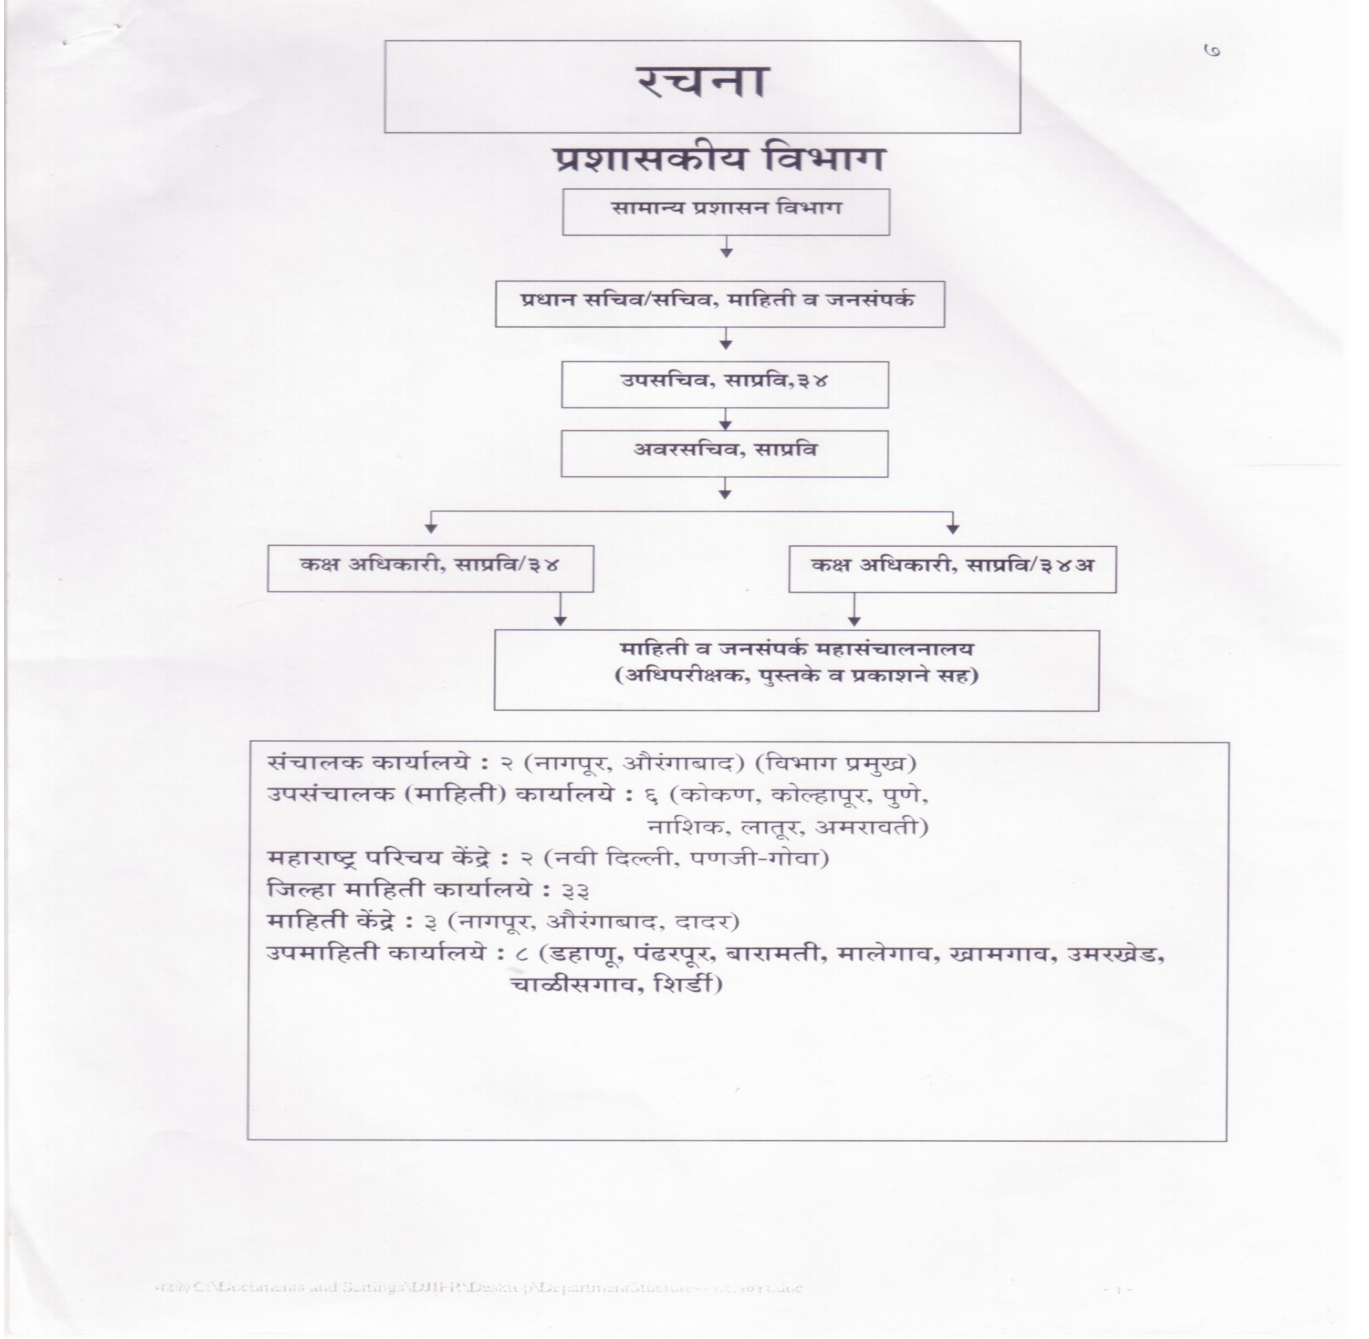 ७
रचना
प्रशासकीय विभाग
सामान्य प्रशासन विभाग
प्रधान सचिव/सचिव, माहिती व जनसंपर्क
उपसचिव, साप्रवि,३४
अवरसचिव, साप्रवि
कक्ष अधिकारी, साप्रवि/३४
कक्ष अधिकारी, साप्रवि/३४अ
माहिती व जनसंपर्क महासंचालनालय
(अधिपरीक्षक, पुस्तके व प्रकाशने सह)
संचालक कार्यालये : २ (नागपूर, औरंगाबाद) (विभाग प्रमुख)
उपसंचालक (माहिती) कार्यालये : ६ (कोकण, कोल्हापूर, पुणे,
नाशिक, लातूर, अमरावती)
महाराष्ट्र परिचय केंद्रे : २ (नवी दिल्ली, पणजी-गोवा)
जिल्हा माहिती कार्यालये : ३३
माहिती केंद्रे : ३ (नागपूर, औरंगाबाद, दादर)
उपमाहिती कार्यालये : ८ (डहाणू, पंढरपूर, बारामती, मालेगाव, खामगाव, उमरखेड,
चाळीसगाव, शिर्डी)
C:\Documents and Settings\